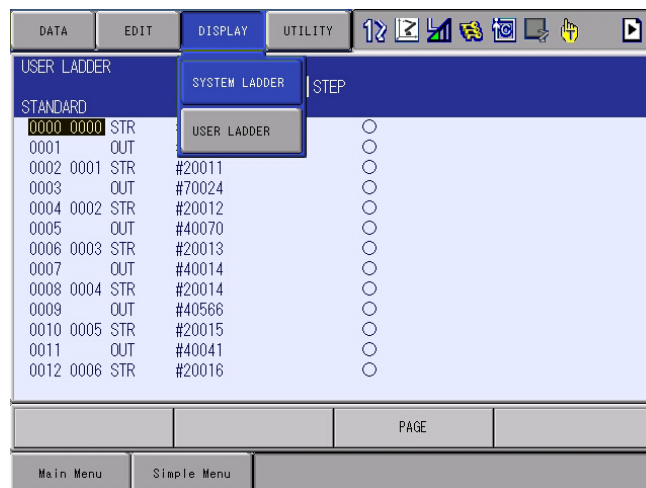 DATA EDIT DISPLAY UTILITY
USER LADDER
SYSTEM LADDER
STEP
STANDARD
USER LADDER
0000 0000 STR
0001 OUT
0002 0001 STR #20011
0003 OUT #70024
0004 0002 STR #20012
0005 OUT #40070
0006 0003 STR #20013
0007 OUT #40014
0008 0004 STR #20014
0009 OUT #40566
0010 0005 STR #20015
0011 OUT #40041
0012 0006 STR #20016
PAGE
Main Menu Simple Menu